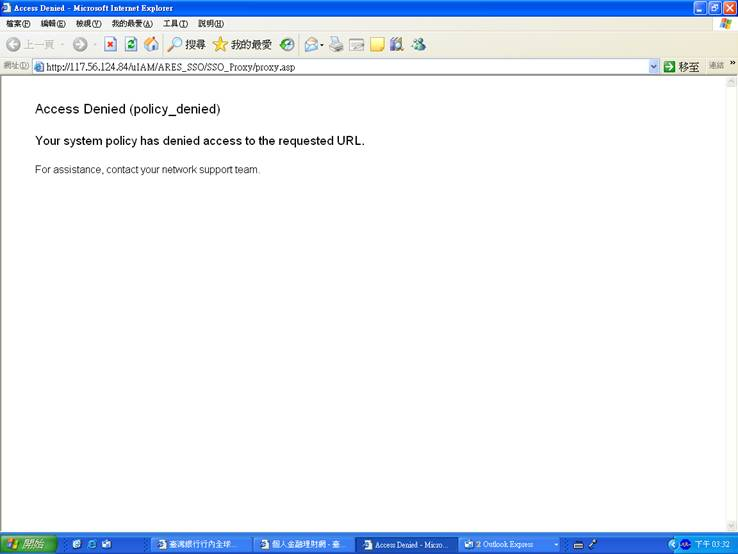 Access Denied - Microsoft Internet Explorer
檔案(F) 編輯(E) 檢視(V) 我的最愛(A) 工具(T) 說明(H)
上一頁 搜尋 我的最愛
網址(D) http://117.56.124.84/uIAM/ARES_SSO/SSO_Proxy/proxy.asp 移至 連結 »
Access Denied (policy_denied)
Your system policy has denied access to the requested URL.
For assistance, contact your network support team.
開始 臺灣銀行行內全球... 個人金融理財網 - 臺... Access Denied - Micro... 2 Outlook Express 下午 03:32